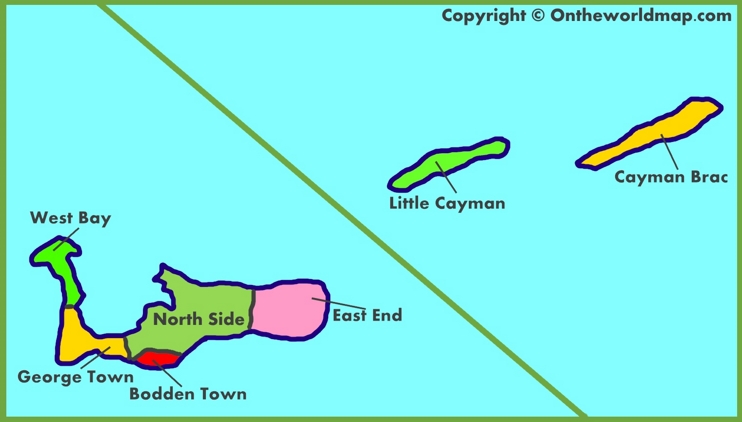 Copyright © Ontheworldmap.com
Cayman Brac
Little Cayman
West Bay
North Side
East End
George Town
Bodden Town